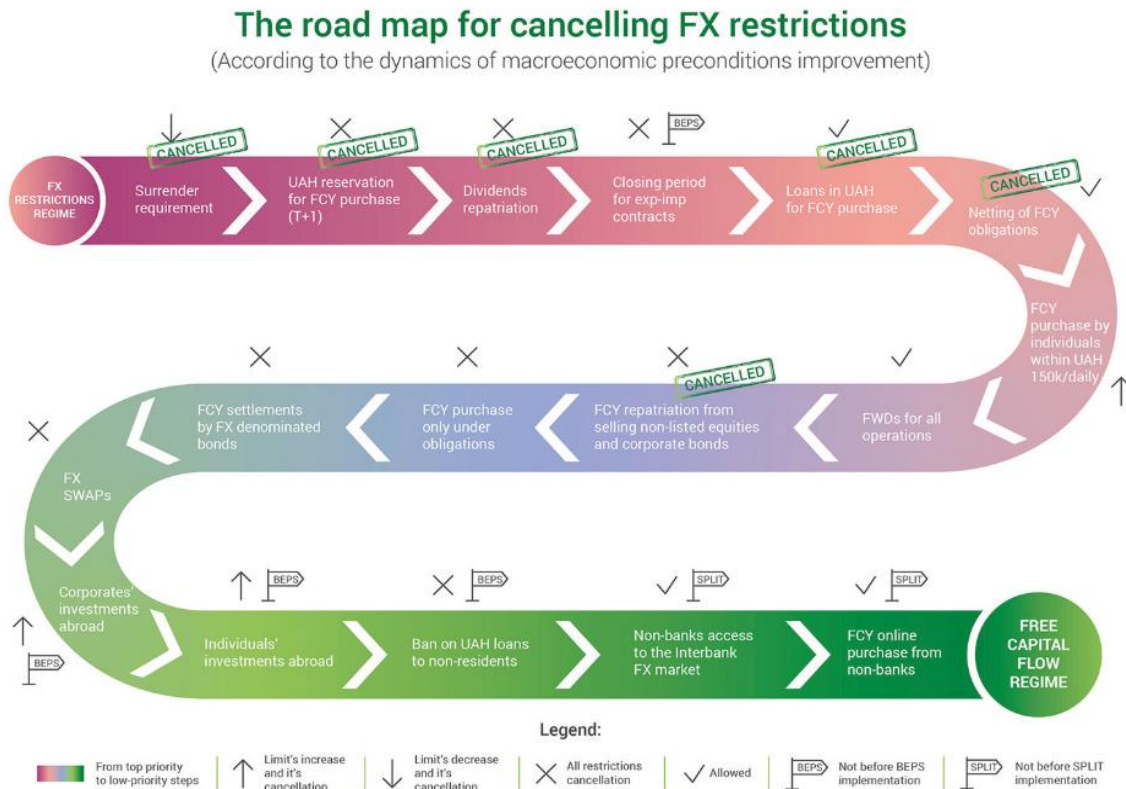 The road map for cancelling FX restrictions
(According to the dynamics of macroeconomic preconditions improvement)
FX
RESTRICTIONS
REGIME
CANCELLED
Surrender
requirement
CANCELLED
UAH reservation
for FCY purchase
(T+1)
CANCELLED
Dividends
repatriation
BEPS
Closing period
for exp-imp
contracts
CANCELLED
Loans in UAH
for FCY purchase
CANCELLED
Netting of FCY
obligations
FCY
purchase by
individuals
within UAH
150k/daily
FWDs for all
operations
CANCELLED
FCY repatriation from
selling non-listed equities
and corporate bonds
FCY purchase
only under
obligations
FCY settlements
by FX denominated
bonds
FX
SWAPs
Corporates'
investments
abroad
BEPS
BEPS
Individuals'
investments abroad
BEPS
Ban on UAH loans
to non-residents
SPLIT
Non-banks access
to the Interbank
FX market
SPLIT
FCY online
purchase from
non-banks
FREE
CAPITAL
FLOW
REGIME
Legend:
From top priority
to low-priority steps
Limit's increase
and it's
cancellation
Limit's decrease
and it's
cancellation
All restrictions
cancellation
Allowed
BEPS
Not before BEPS
implementation
SPLIT
Not before SPLIT
implementation